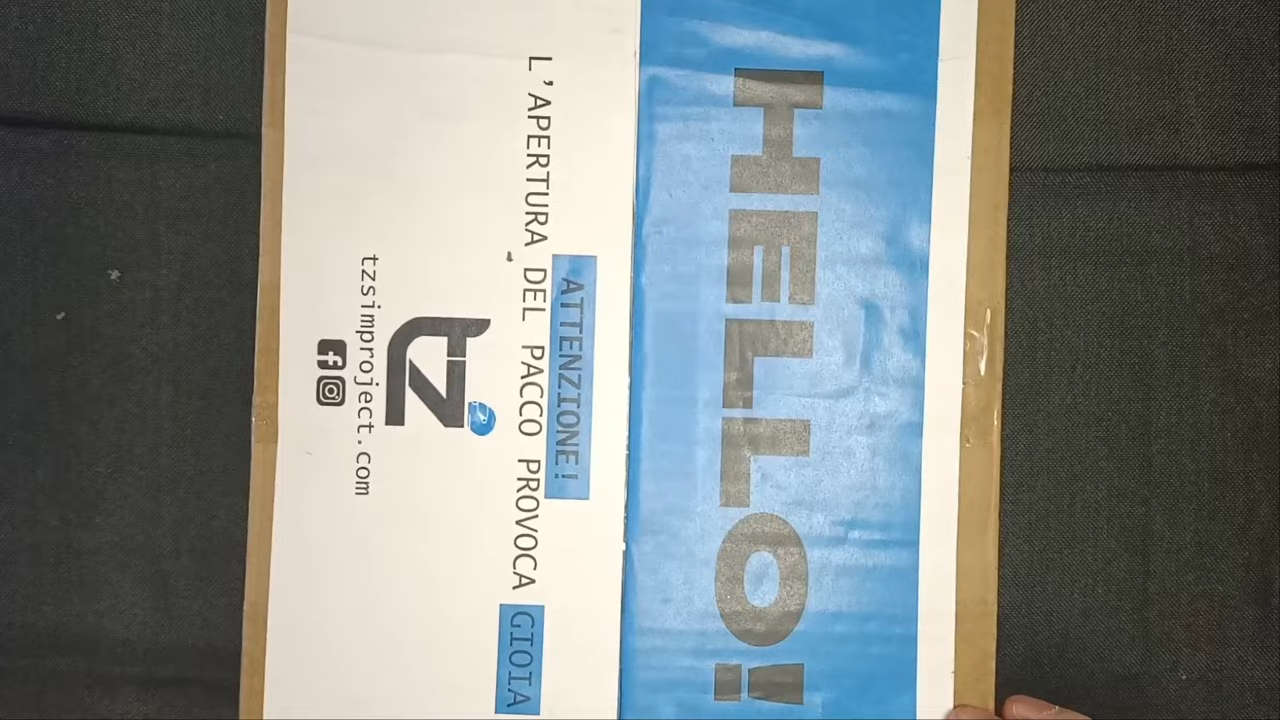 HELLO!
ATTENZIONE!
L'APERTURA DEL PACCO PROVOCA GIOIA
tz
tzsimproject.com